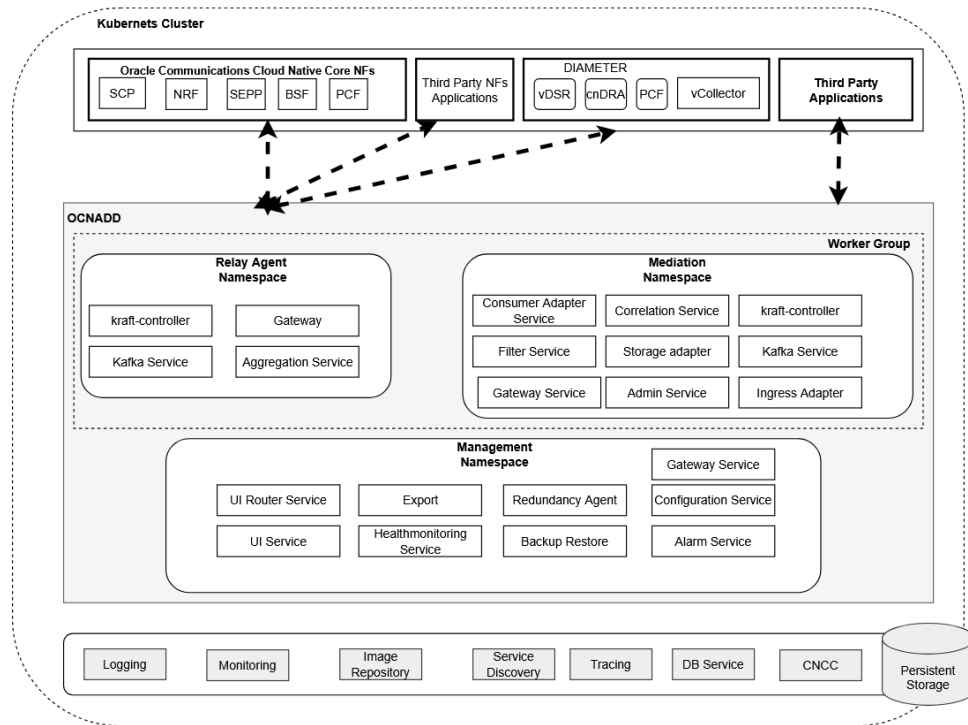 Kubernets Cluster
Oracle Communications Cloud Native Core NFs
SCP
NRF
SEPP
BSF
PCF
Third Party NFs
Applications
DIAMETER
vDSR
cnDRA
PCF
vCollector
Third Party
Applications
OCNADD
Worker Group
Relay Agent
Namespace
kraft-controller
Gateway
Kafka Service
Aggregation Service
Mediation
Namespace
Consumer Adapter
Service
Correlation Service
kraft-controller
Filter Service
Storage adapter
Kafka Service
Gateway Service
Admin Service
Ingress Adapter
Management
Namespace
Gateway Service
UI Router Service
Export
Redundancy Agent
Configuration Service
UI Service
Healthmonitoring
Service
Backup Restore
Alarm Service
Logging
Monitoring
Image
Repository
Service
Discovery
Tracing
DB Service
CNCC
Persistent
Storage